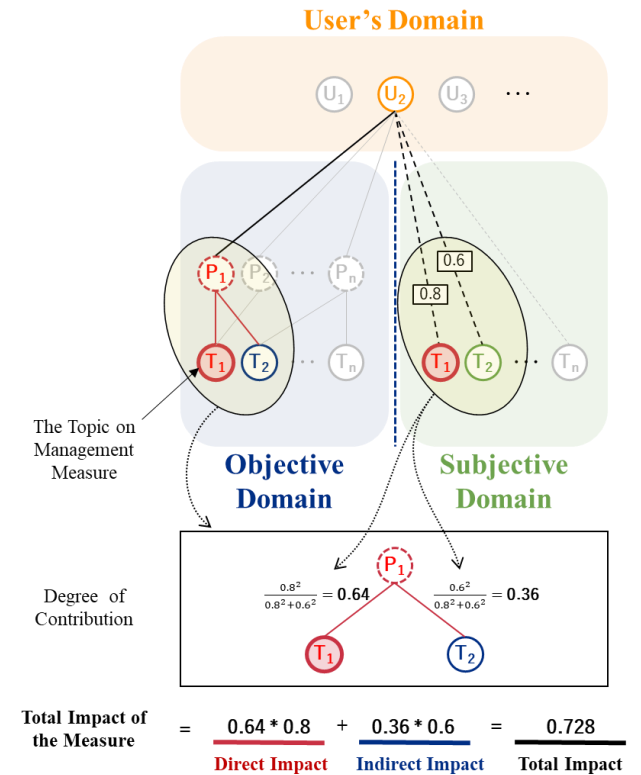 User's Domain
U1 U2 U3 ...
0.6
0.8
P1 P2 ... Pn
T1 T2 ... Tn
T1 T2 ... Tn
The Topic on
Management
Measure
Objective
Domain
Subjective
Domain
Degree of
Contribution
P1
0.8²/(0.8²+0.6²) = 0.64
0.6²/(0.8²+0.6²) = 0.36
T1 T2
Total Impact of
the Measure
= 0.64 * 0.8 + 0.36 * 0.6 = 0.728
Direct Impact Indirect Impact Total Impact